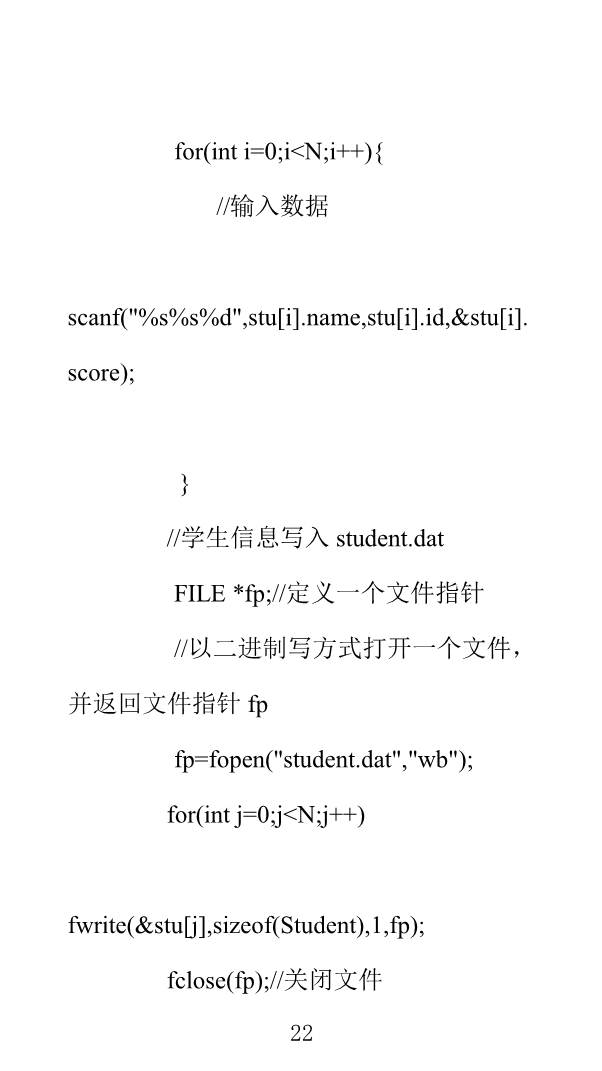 for(int i=0;i<N;i++){
//输入数据
scanf("%s%s%d",stu[i].name,stu[i].id,&stu[i].
score);
}
//学生信息写入 student.dat
FILE *fp;//定义一个文件指针
//以二进制写方式打开一个文件，
并返回文件指针 fp
fp=fopen("student.dat","wb");
for(int j=0;j<N;j++)
fwrite(&stu[j],sizeof(Student),1,fp);
fclose(fp);//关闭文件
22